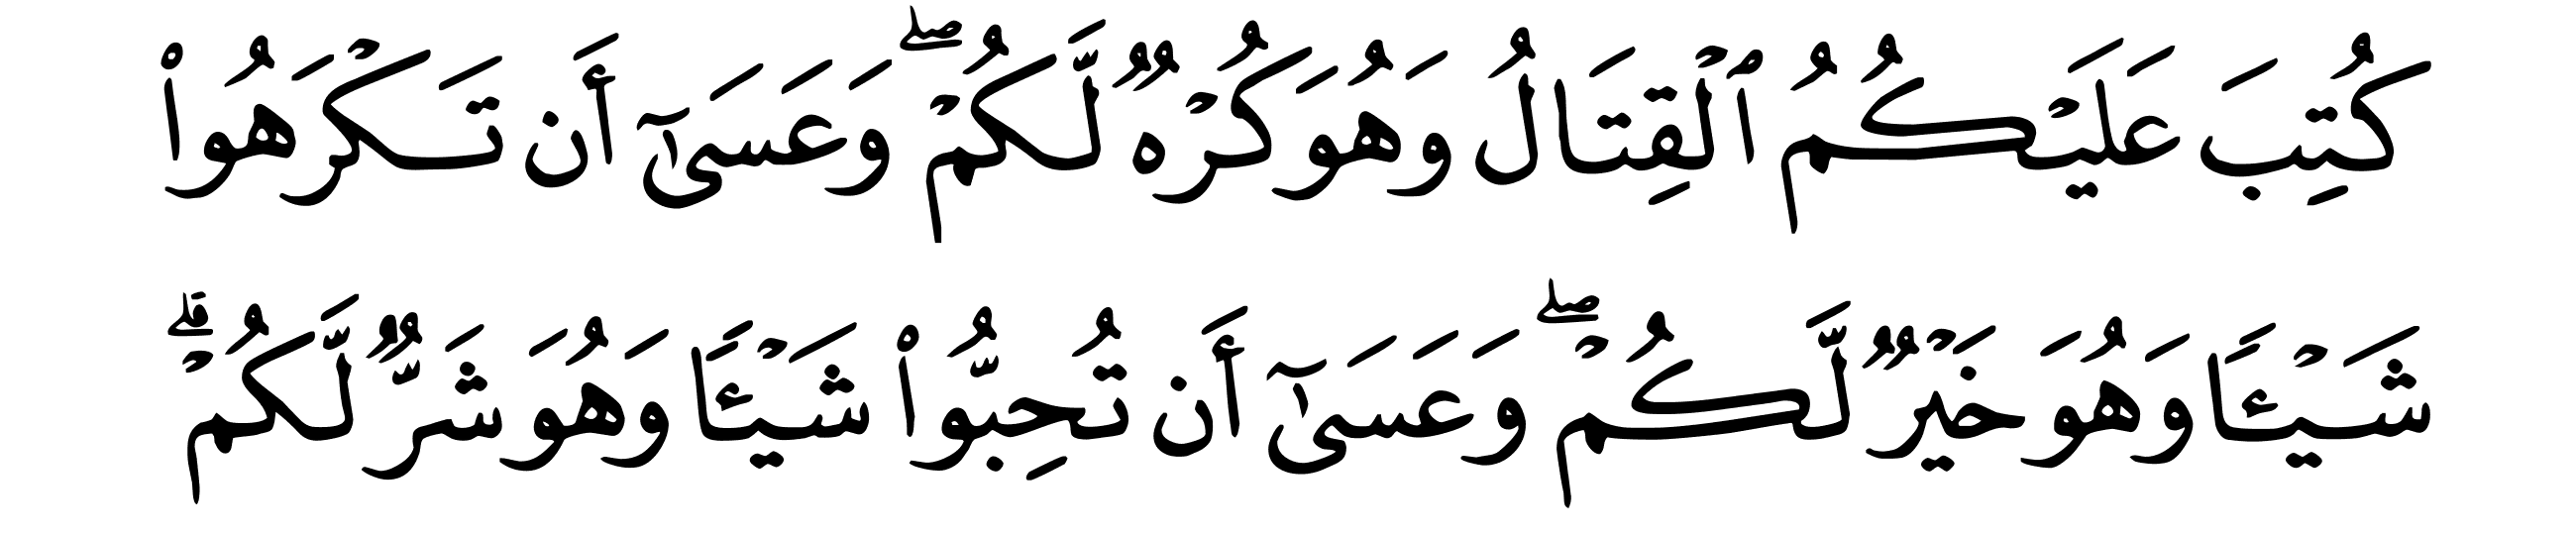 كُتِبَ عَلَيْكُمُ ٱلْقِتَالُ وَهُوَ كُرْهٌ لَّكُمْ ۖ وَعَسَىٰٓ أَن تَكْرَهُوا۟
شَيْـًٔا وَهُوَ خَيْرٌ لَّكُمْ ۖ وَعَسَىٰٓ أَن تُحِبُّوا۟ شَيْـًٔا وَهُوَ شَرٌّ لَّكُمْ ۗ